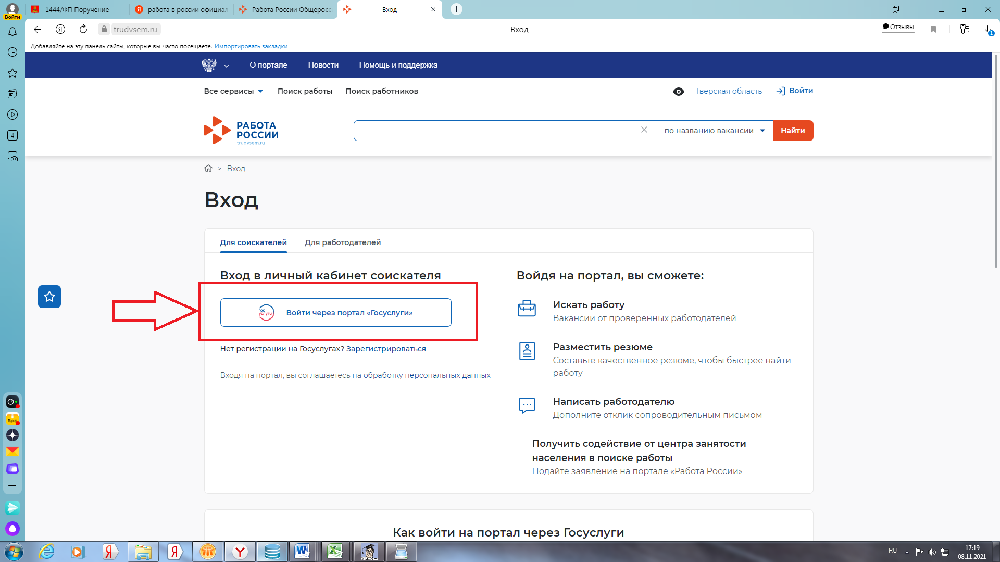 1444/ФП Поручение
работа в россии официал
Работа России Общеросс
Вход
Войти
trudvsem.ru
Вход
Отзывы
1
Добавляйте на эту панель сайты, которые вы часто посещаете. Импортировать закладки
О портале
Новости
Помощь и поддержка
Все сервисы
Поиск работы
Поиск работников
Тверская область
Войти
4
РАБОТА
РОССИИ
trudvsem.ru
по названию вакансии
Найти
> Вход
Вход
Для соискателей
Для работодателей
Вход в личный кабинет соискателя
гос
услуги
Войти через портал «Госуслуги»
Нет регистрации на Госуслугах? Зарегистрироваться
Входя на портал, вы соглашаетесь на обработку персональных данных
Войдя на портал, вы сможете:
Искать работу
Вакансии от проверенных работодателей
Разместить резюме
Составьте качественное резюме, чтобы быстрее найти
работу
Написать работодателю
Дополните отклик сопроводительным письмом
Получить содействие от центра занятости
населения в поиске работы
Подайте заявление на портале «Работа России»
Маркет
Как войти на портал через Госуслуги
RU
17:19
08.11.2021